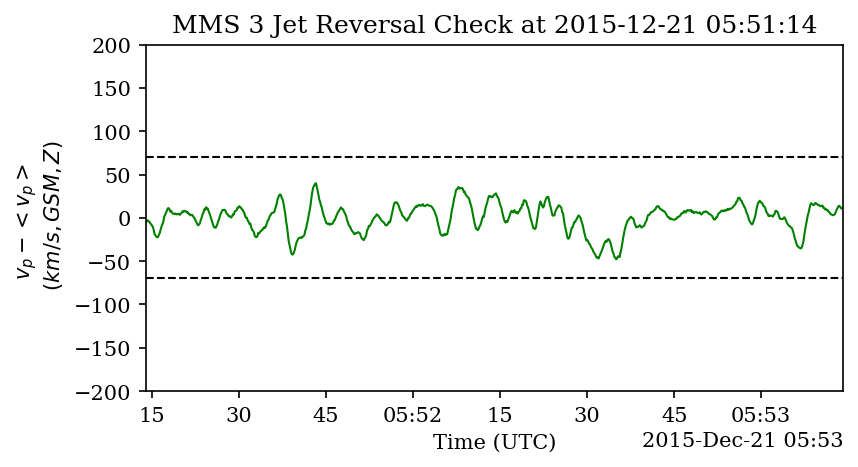 MMS 3 Jet Reversal Check at 2015-12-21 05:51:14
200
150
100
50
0
−50
−100
−150
−200
v_p − < v_p >
(km/s, GSM, Z)
15 30 45 05:52 15 30 45 05:53
Time (UTC)
2015-Dec-21 05:53